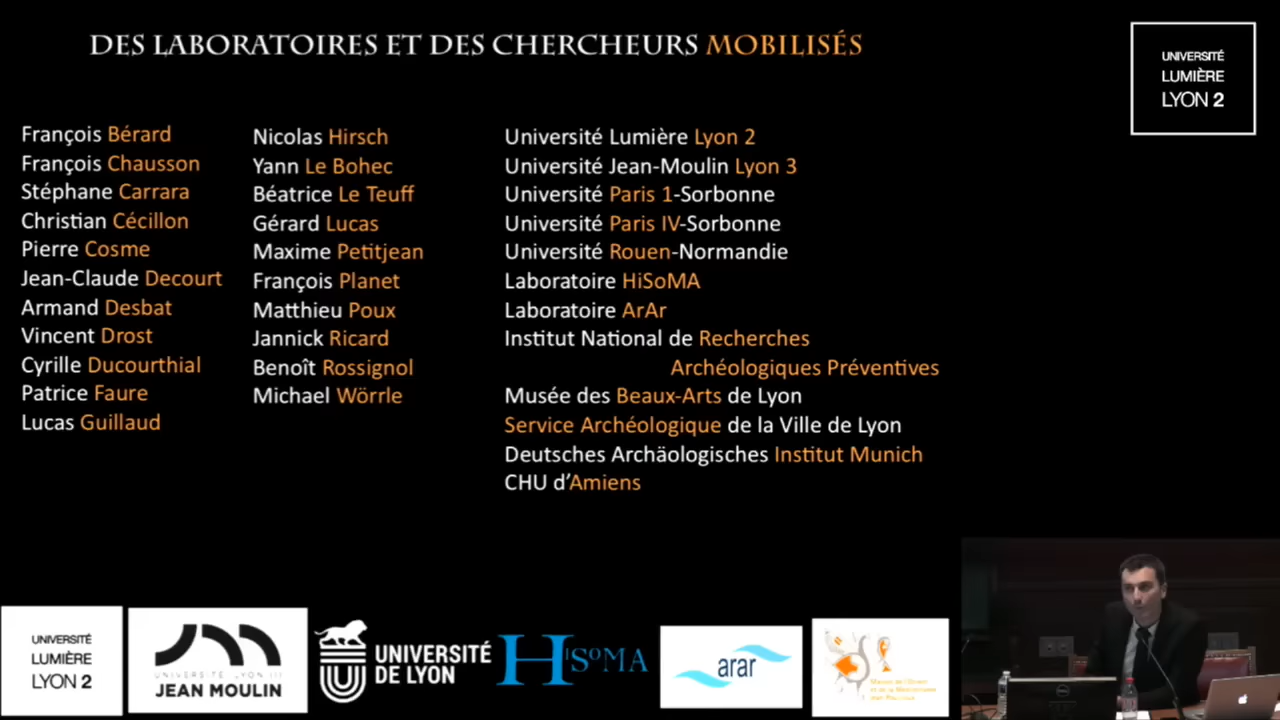 DES LABORATOIRES ET DES CHERCHEURS MOBILISÉS
UNIVERSITÉ
LUMIÈRE
LYON 2
François Bérard
François Chausson
Stéphane Carrara
Christian Cécillon
Pierre Cosme
Jean-Claude Decourt
Armand Desbat
Vincent Drost
Cyrille Ducourthial
Patrice Faure
Lucas Guillaud
Nicolas Hirsch
Yann Le Bohec
Béatrice Le Teuff
Gérard Lucas
Maxime Petitjean
François Planet
Matthieu Poux
Jannick Ricard
Benoît Rossignol
Michael Wörrle
Université Lumière Lyon 2
Université Jean-Moulin Lyon 3
Université Paris 1-Sorbonne
Université Paris IV-Sorbonne
Université Rouen-Normandie
Laboratoire HiSoMA
Laboratoire ArAr
Institut National de Recherches
Archéologiques Préventives
Musée des Beaux-Arts de Lyon
Service Archéologique de la Ville de Lyon
Deutsches Archäologisches Institut Munich
CHU d'Amiens
UNIVERSITÉ
LUMIÈRE
LYON 2
UNIVERSITÉ LYON III
JEAN MOULIN
UNIVERSITÉ
DE LYON
HISOMA
arar